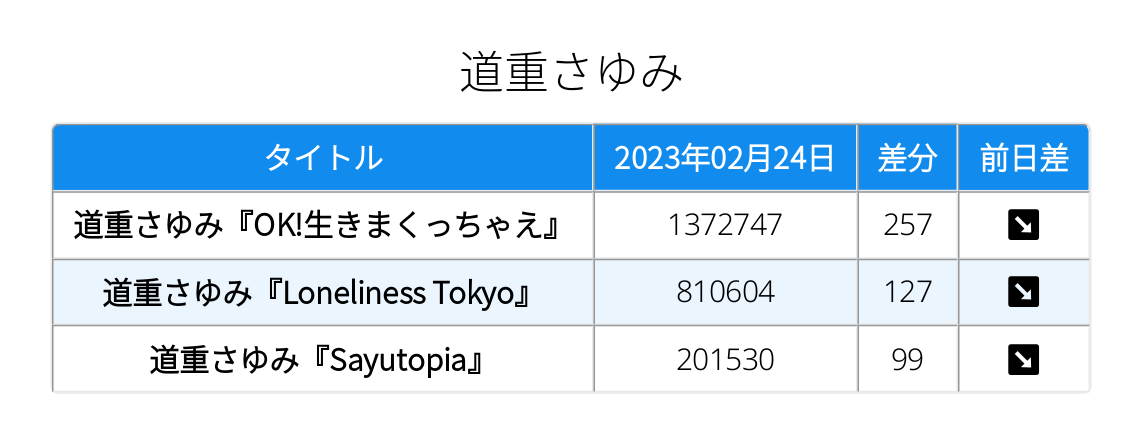 道重さゆみ
タイトル 2023年02月24日 差分 前日差
道重さゆみ『OK!生きまくっちゃえ』 1372747 257 ↘
道重さゆみ『Loneliness Tokyo』 810604 127 ↘
道重さゆみ『Sayutopia』 201530 99 ↘